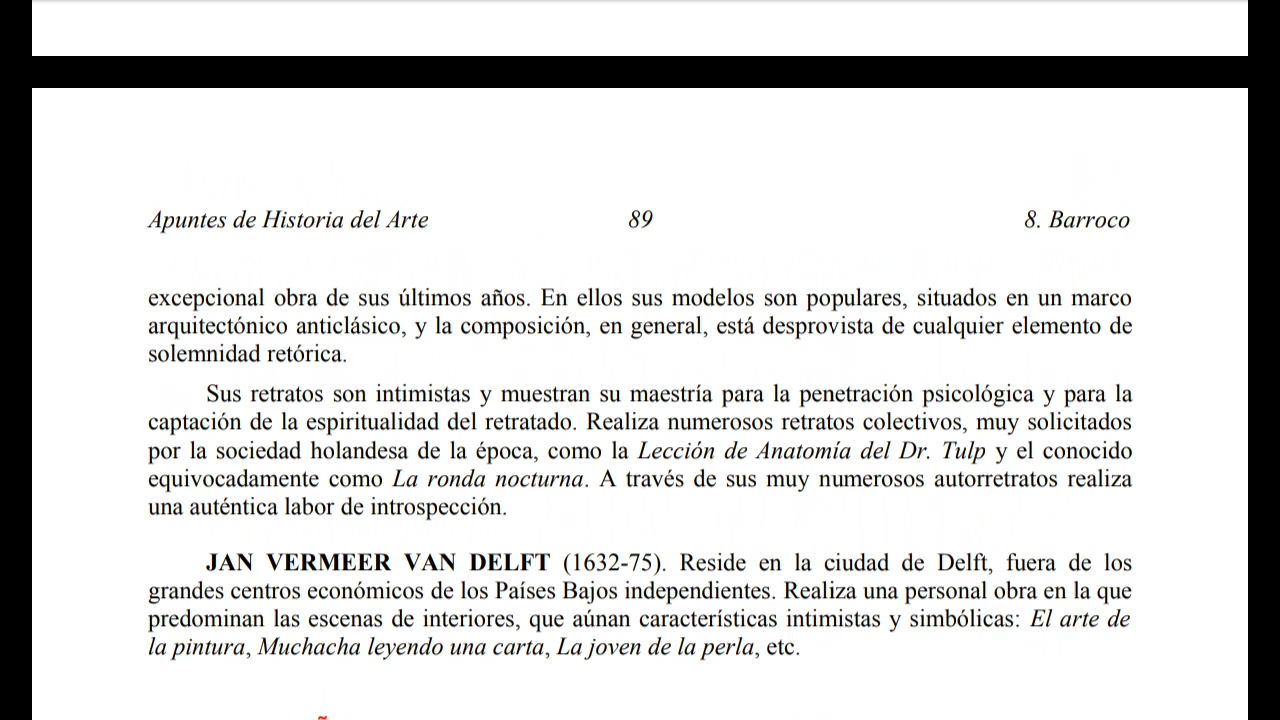 Apuntes de Historia del Arte 89 8. Barroco
excepcional obra de sus últimos años. En ellos sus modelos son populares, situados en un marco
arquitectónico anticlásico, y la composición, en general, está desprovista de cualquier elemento de
solemnidad retórica.
Sus retratos son intimistas y muestran su maestría para la penetración psicológica y para la
captación de la espiritualidad del retratado. Realiza numerosos retratos colectivos, muy solicitados
por la sociedad holandesa de la época, como la Lección de Anatomía del Dr. Tulp y el conocido
equivocadamente como La ronda nocturna. A través de sus muy numerosos autorretratos realiza
una auténtica labor de introspección.
JAN VERMEER VAN DELFT (1632-75). Reside en la ciudad de Delft, fuera de los
grandes centros económicos de los Países Bajos independientes. Realiza una personal obra en la que
predominan las escenas de interiores, que aúnan características intimistas y simbólicas: El arte de
la pintura, Muchacha leyendo una carta, La joven de la perla, etc.